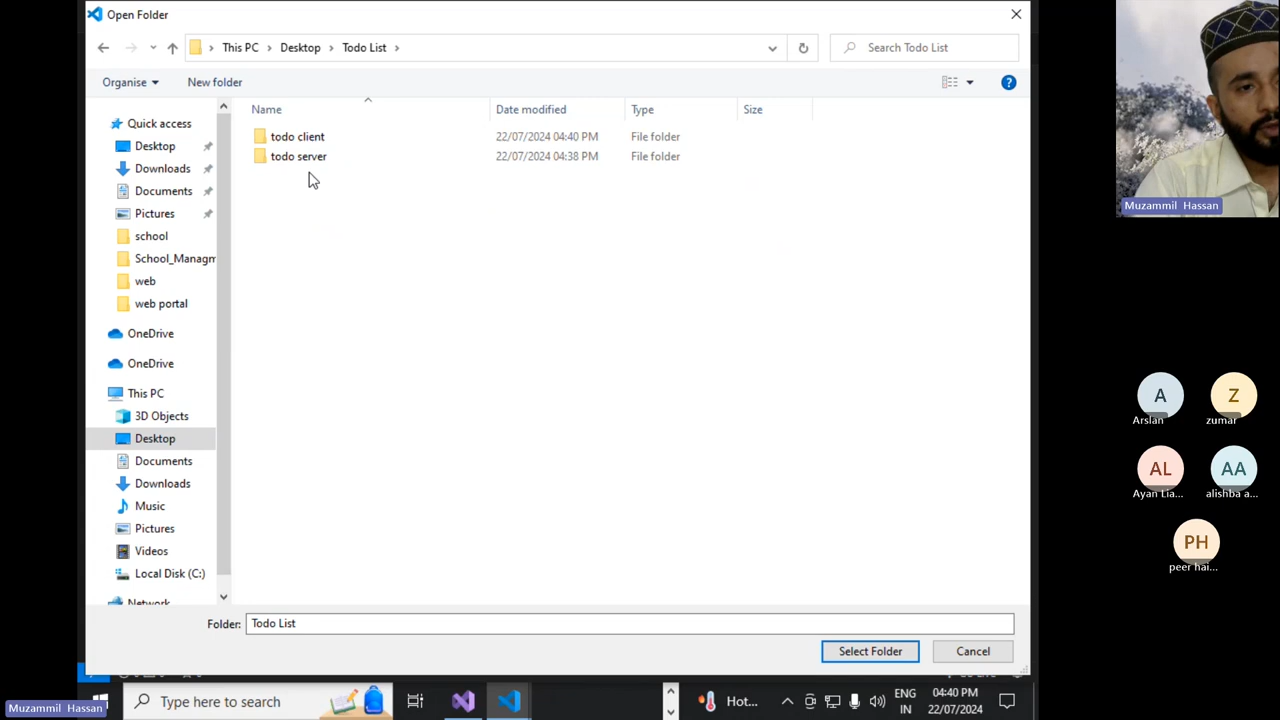 Open Folder
This PC > Desktop > Todo List >
Search Todo List
Organise
New folder
Name
Date modified
Type
Size
todo client
22/07/2024 04:40 PM
File folder
todo server
22/07/2024 04:38 PM
File folder
Quick access
Desktop
Downloads
Documents
Pictures
school
School_Managm
web
web portal
OneDrive
OneDrive
This PC
3D Objects
Desktop
Documents
Downloads
Music
Pictures
Videos
Local Disk (C:)
Network
Folder:
Todo List
Select Folder
Cancel
Muzammil Hassan
A
Arslan
Z
zumar
AL
Ayan Lia...
AA
alishba a...
PH
peer hai...
Muzammil Hassan
Type here to search
Hot...
ENG
IN
04:40 PM
22/07/2024